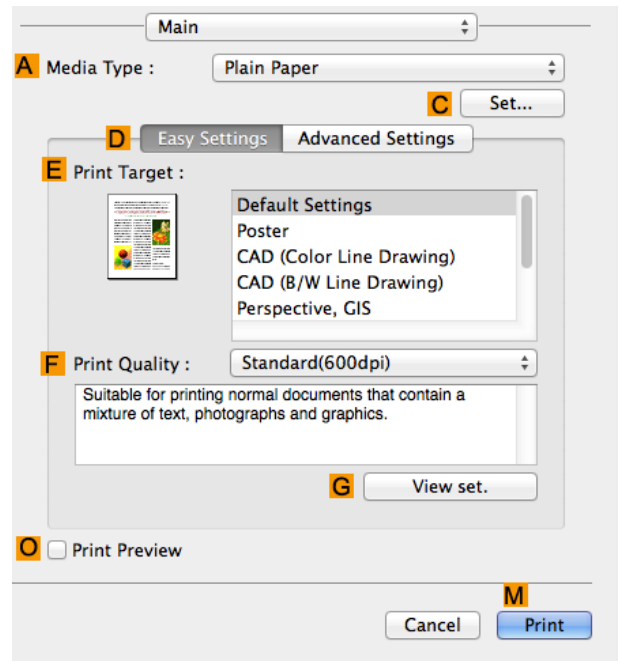 Main
A Media Type : Plain Paper
C Set...
D Easy Settings Advanced Settings
E Print Target :
Default Settings
Poster
CAD (Color Line Drawing)
CAD (B/W Line Drawing)
Perspective, GIS
F Print Quality : Standard(600dpi)
Suitable for printing normal documents that contain a
mixture of text, photographs and graphics.
G View set.
O Print Preview
M
Cancel Print